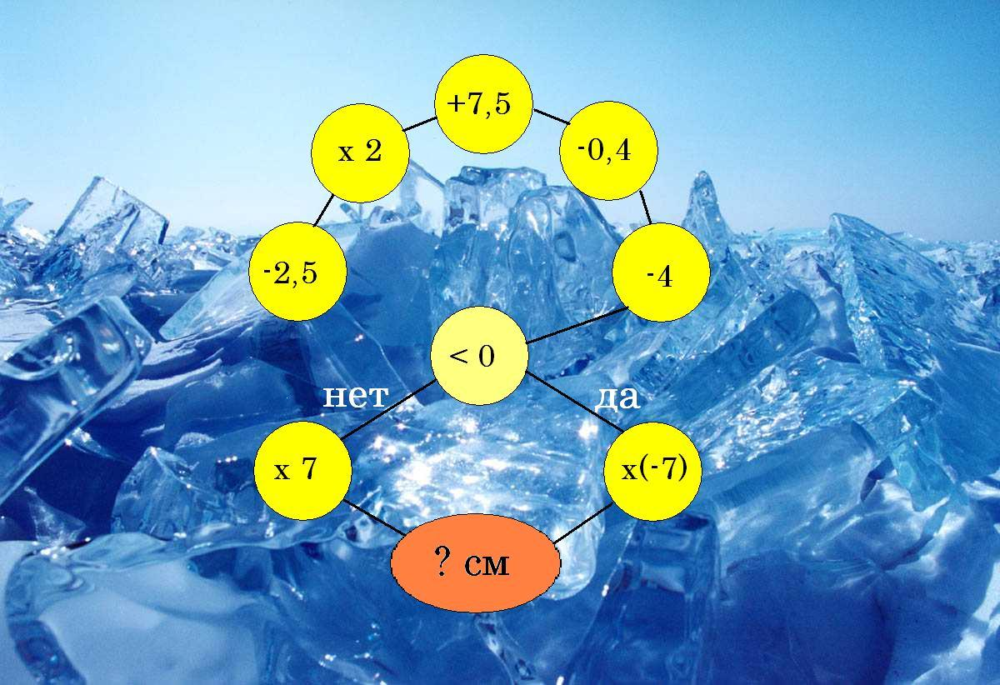 +7,5
х 2
-0,4
-2,5
-4
< 0
нет
да
х 7
х(-7)
? см